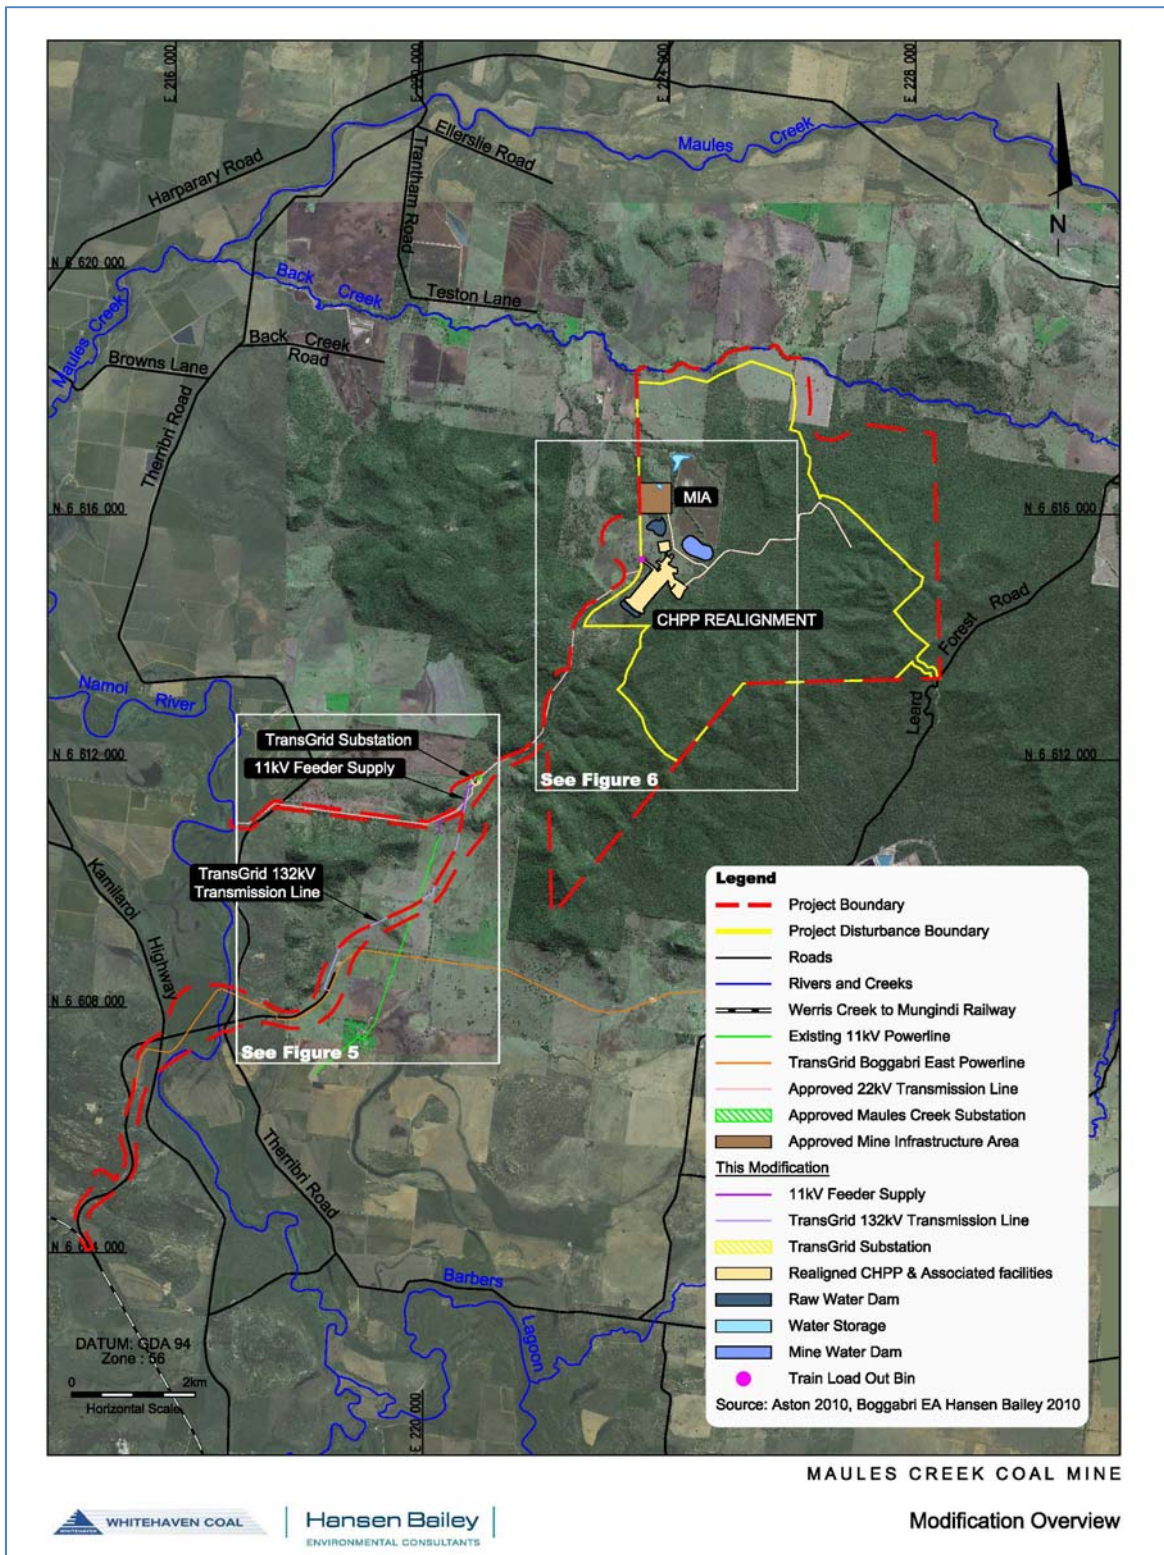 E 216 000
E 220 000
E 224 000
E 228 000
Maules Creek
Ellerslie Road
Harparary Road
Trantham Road
N
N 6 620 000
Back Creek
Teston Lane
Maules Creek
Back Creek
Road
Browns Lane
Therribri Road
N 6 616 000
N 6 616 000
MIA
CHPP REALIGNMENT
Leard Forest Road
Namoi River
TransGrid Substation
11kV Feeder Supply
N 6 612 000
N 6 612 000
See Figure 6
TransGrid 132kV
Transmission Line
Kamilaroi Highway
N 6 608 000
See Figure 5
Therribri Road
N 6 604 000
Barbers Lagoon
DATUM: GDA 94
Zone : 56
0 2km
Horizontal Scale
E 220 000
Legend
Project Boundary
Project Disturbance Boundary
Roads
Rivers and Creeks
Werris Creek to Mungindi Railway
Existing 11kV Powerline
TransGrid Boggabri East Powerline
Approved 22kV Transmission Line
Approved Maules Creek Substation
Approved Mine Infrastructure Area
This Modification
11kV Feeder Supply
TransGrid 132kV Transmission Line
TransGrid Substation
Realigned CHPP & Associated facilities
Raw Water Dam
Water Storage
Mine Water Dam
Train Load Out Bin
Source: Aston 2010, Boggabri EA Hansen Bailey 2010
MAULES CREEK COAL MINE
WHITEHAVEN COAL
Hansen Bailey
ENVIRONMENTAL CONSULTANTS
Modification Overview